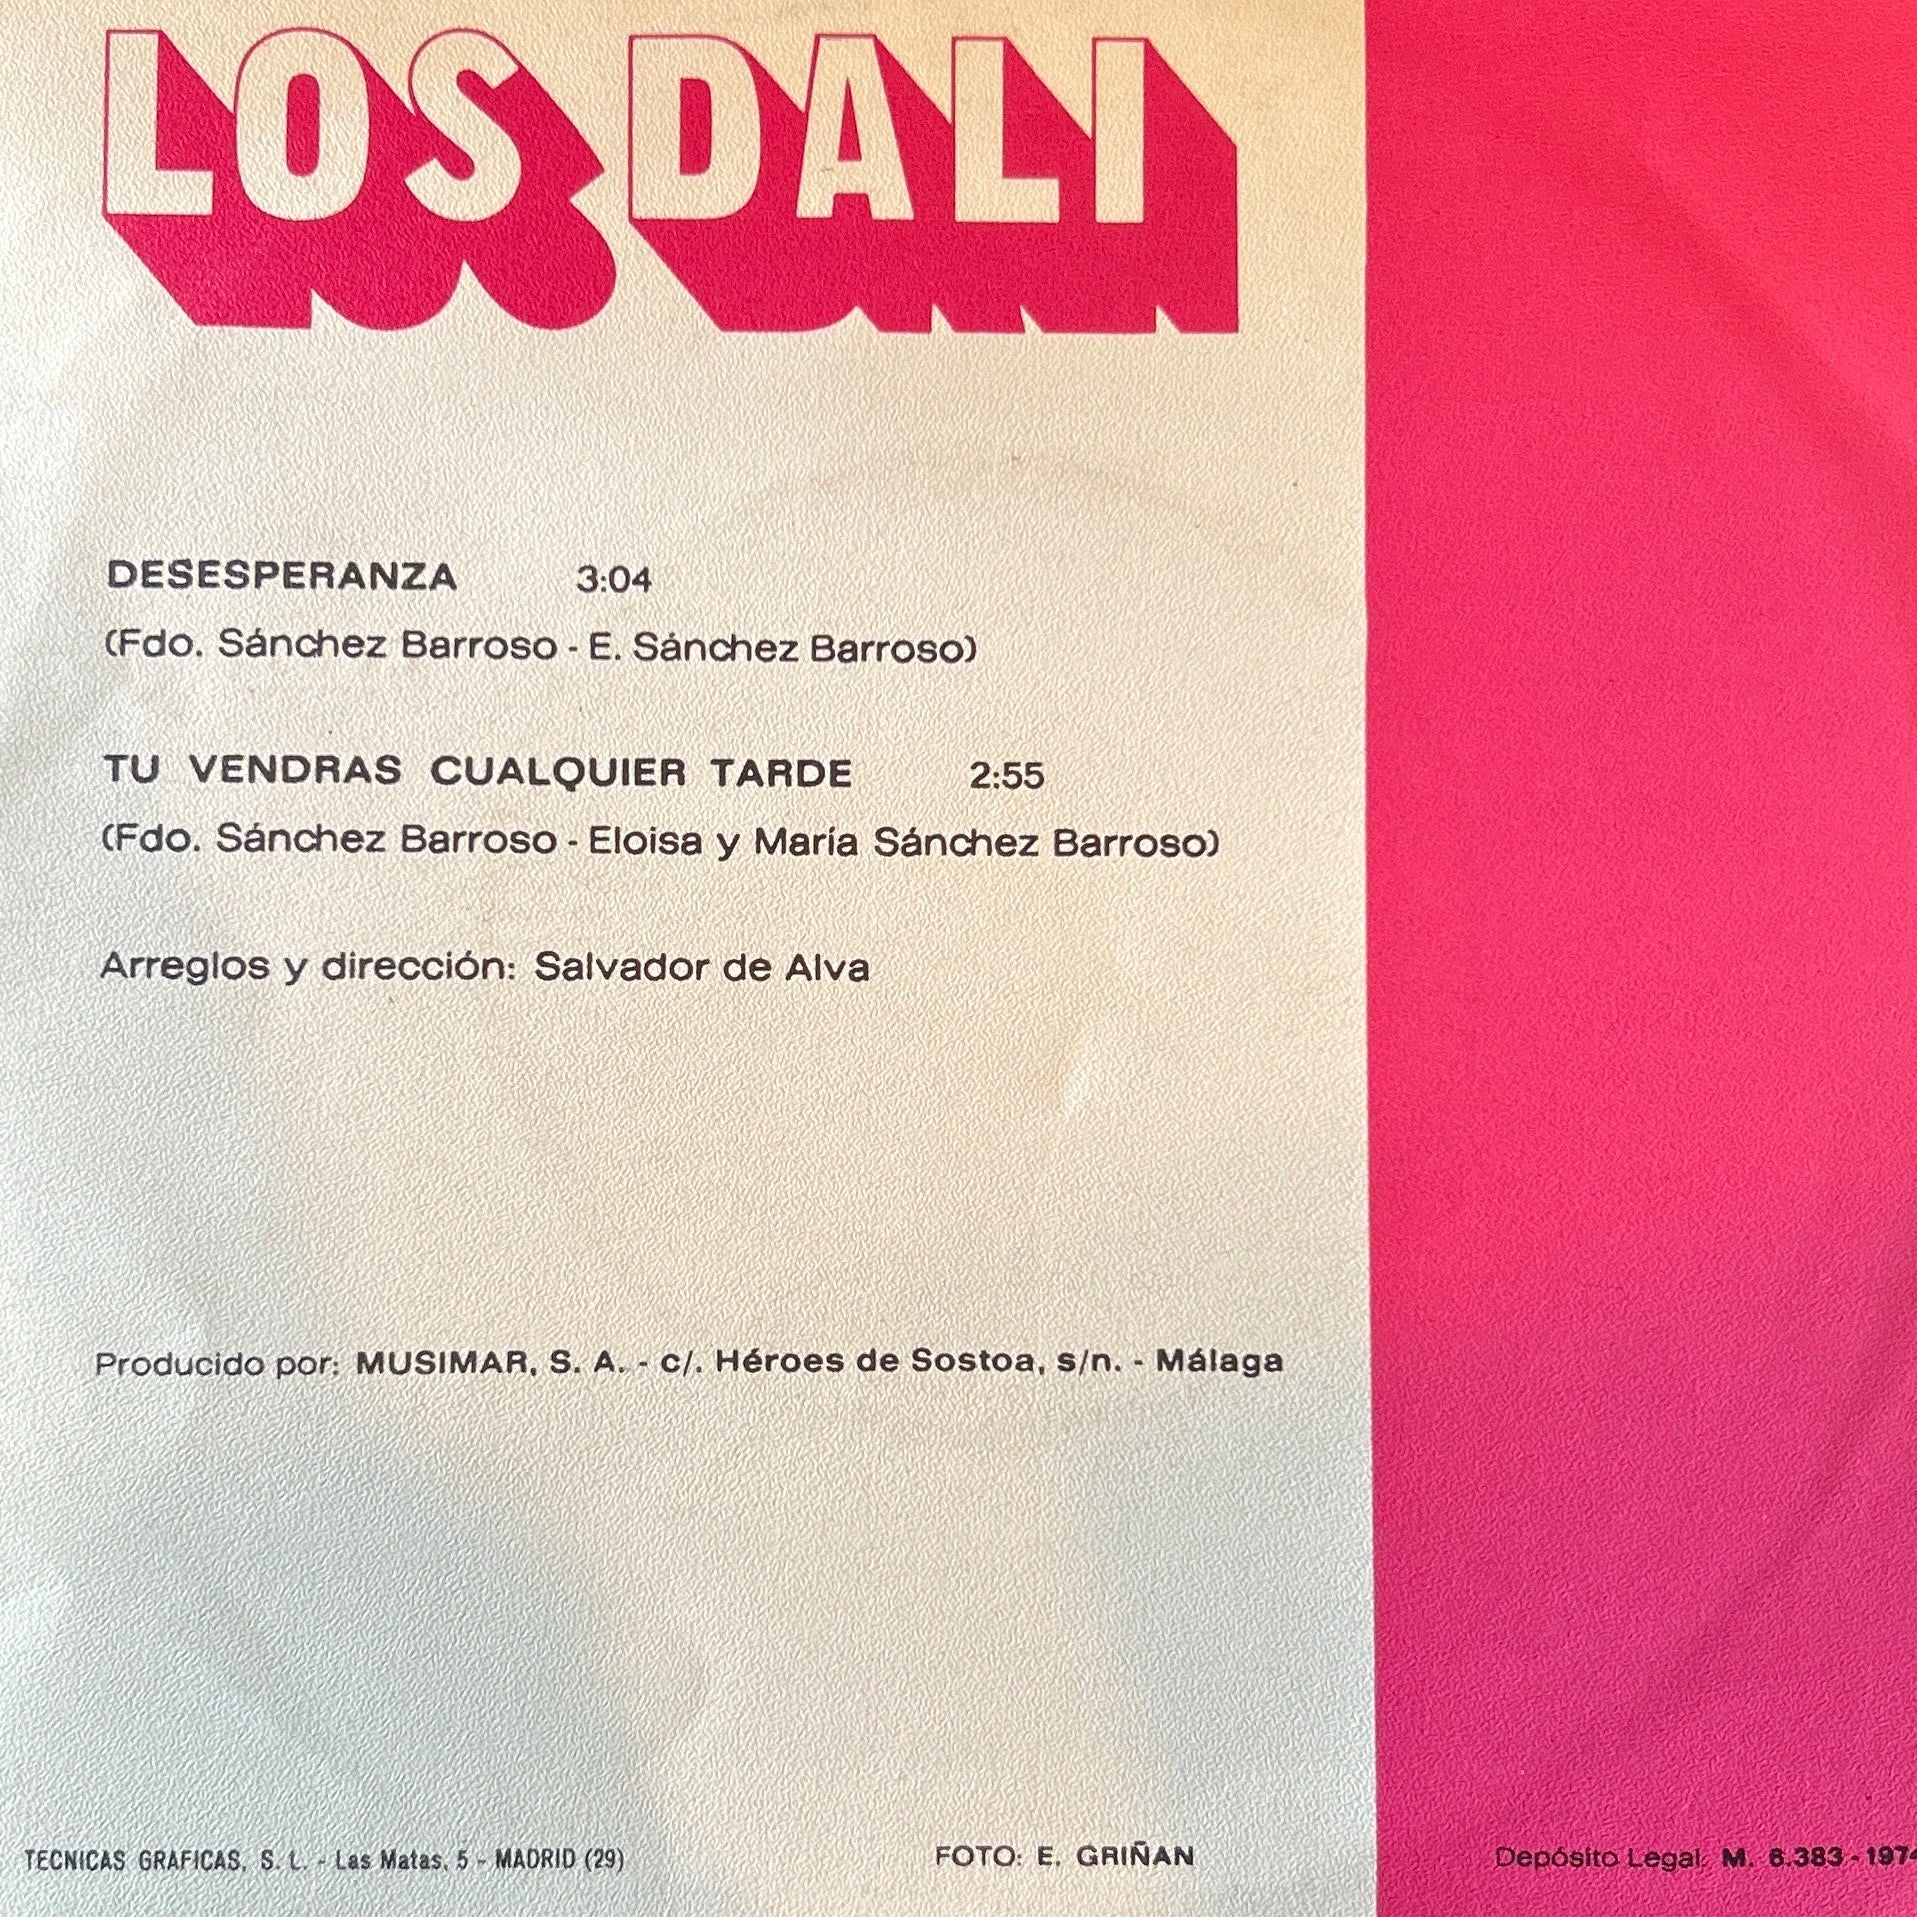 LOS DALI
DESESPERANZA 3:04
(Fdo. Sánchez Barroso - E. Sánchez Barroso)
TU VENDRAS CUALQUIER TARDE 2:55
(Fdo. Sánchez Barroso - Eloisa y María Sánchez Barroso)
Arreglos y dirección: Salvador de Alva
Producido por: MUSIMAR, S. A. - c/. Héroes de Sostoa, s/n. - Málaga
TECNICAS GRAFICAS, S. L. - Las Matas, 5 - MADRID (29) FOTO: E. GRIÑAN Depósito Legal. M. 6.383 - 1974